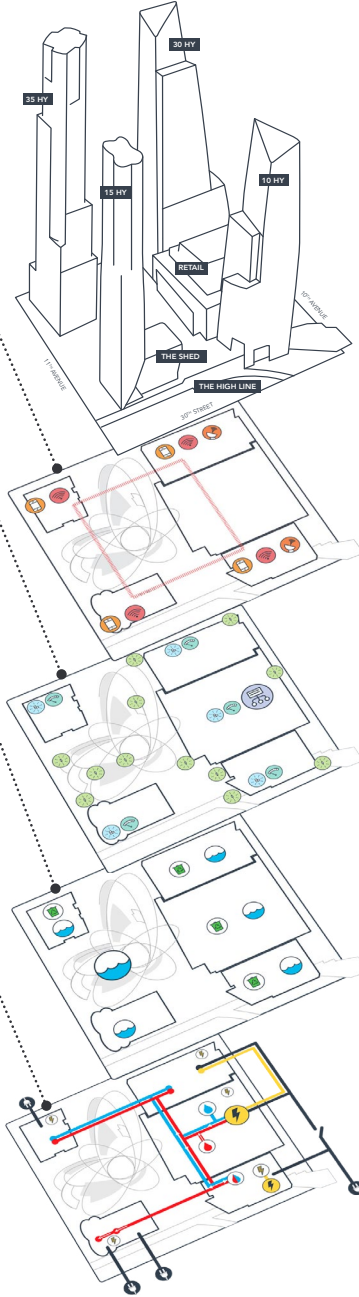 30 HY
35 HY
15 HY
10 HY
RETAIL
10TH AVENUE
THE SHED
11TH AVENUE
THE HIGH LINE
30TH STREET